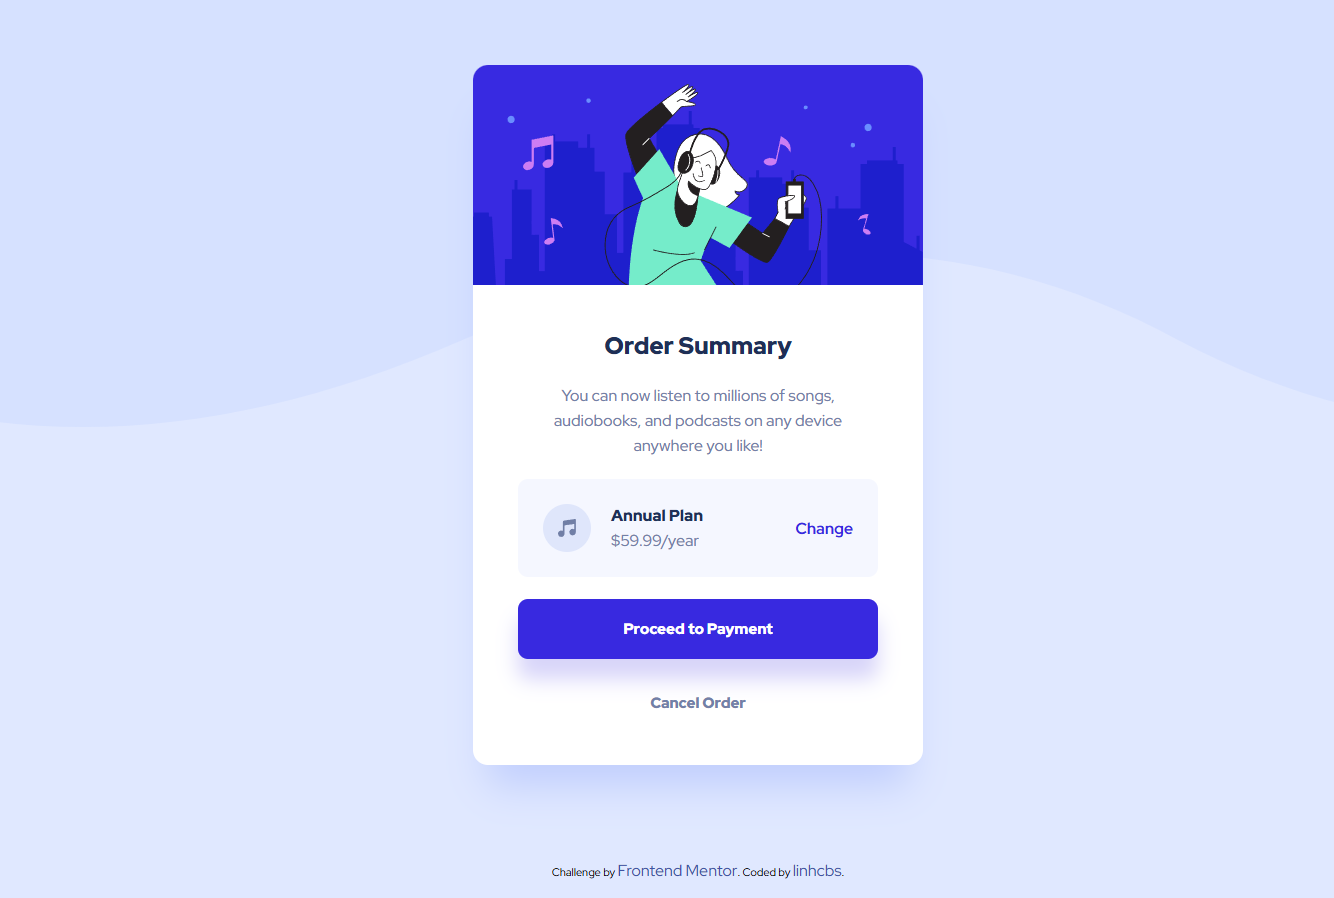 Order Summary
You can now listen to millions of songs,
audiobooks, and podcasts on any device
anywhere you like!
Annual Plan
$59.99/year
Change
Proceed to Payment
Cancel Order
Challenge by Frontend Mentor. Coded by linhcbs.